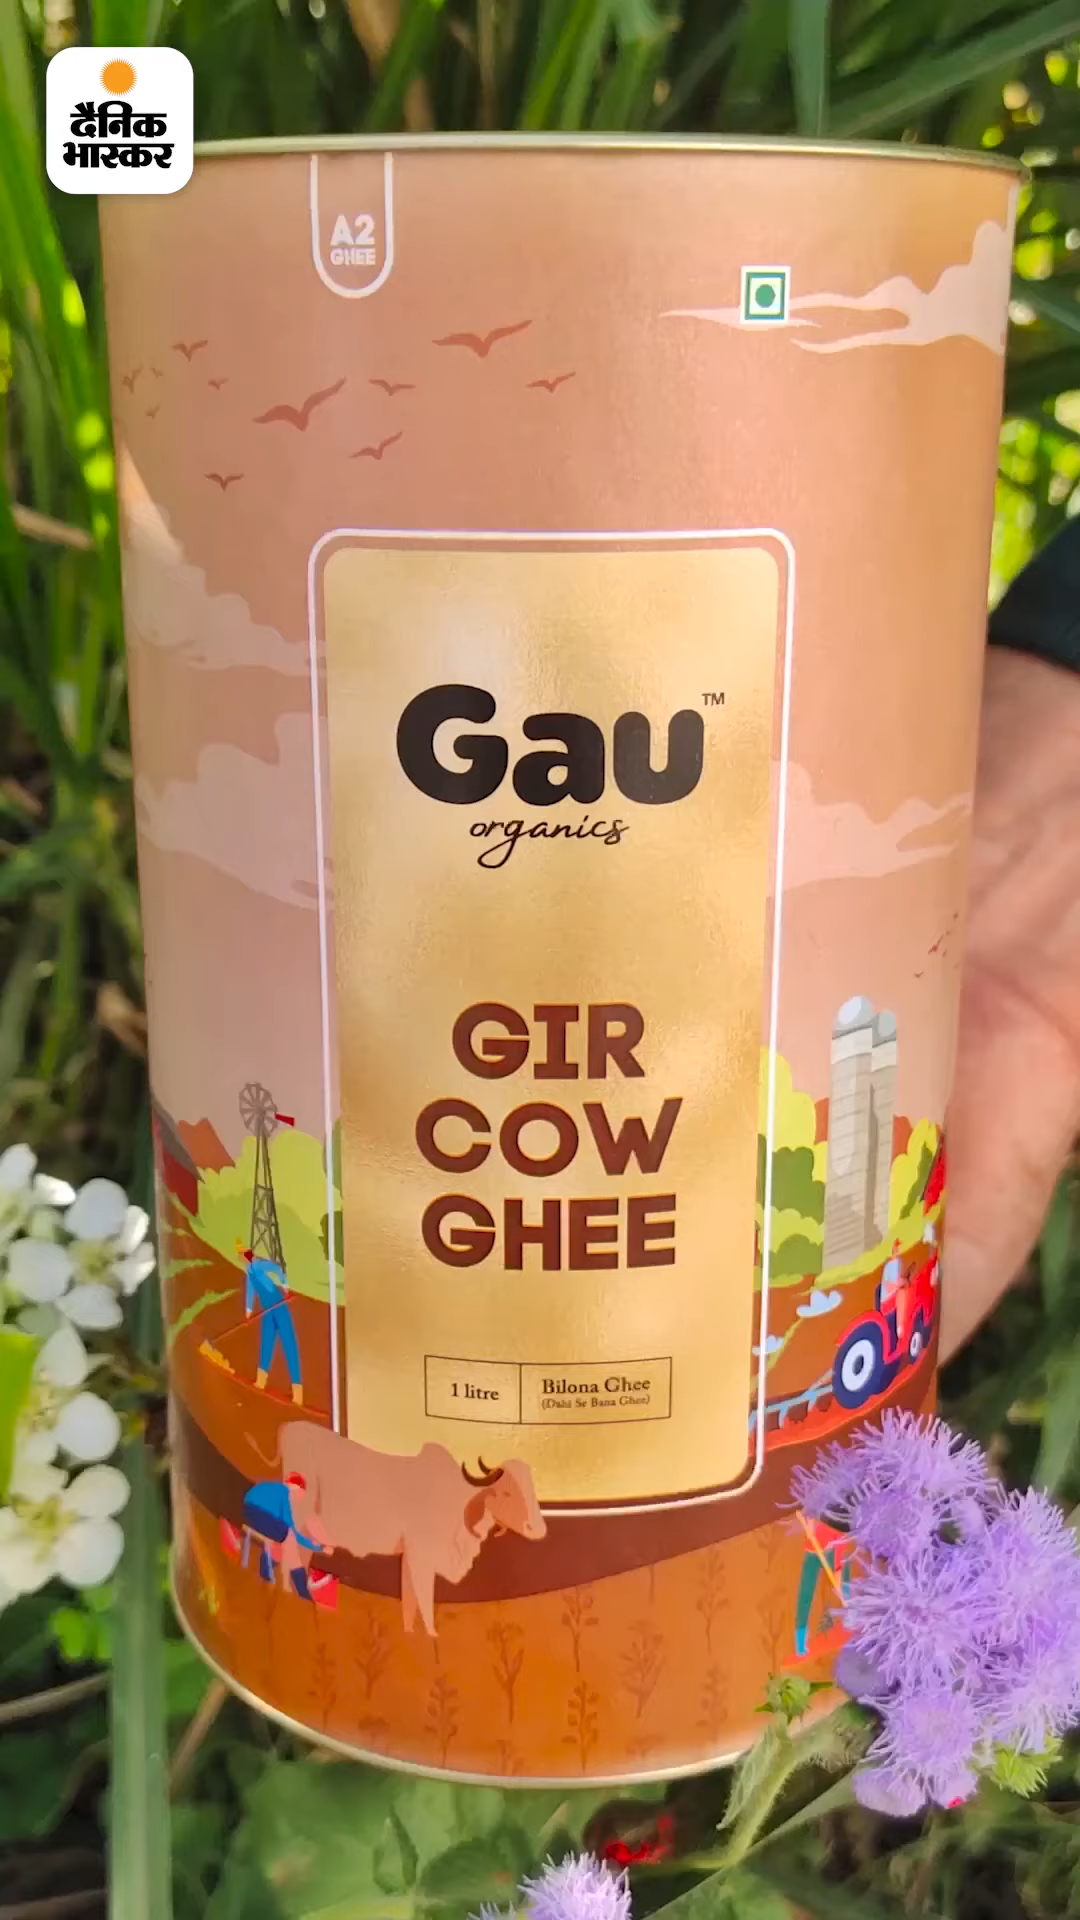 दैनिक
भास्कर
A2
GHEE
Gau™
organics
GIR
COW
GHEE
1 litre
Bilona Ghee
(Dahi Se Bana Ghee)